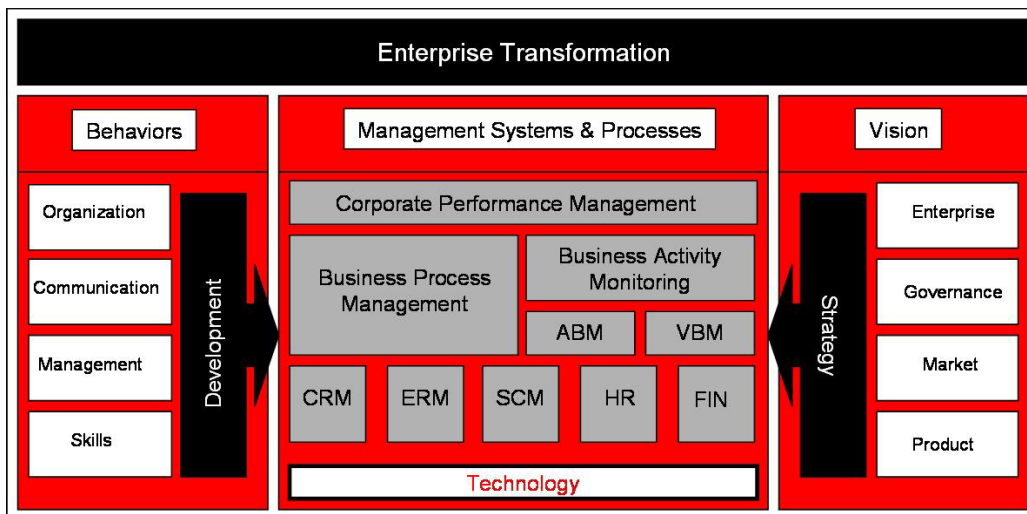 Enterprise Transformation
Behaviors
Organization
Communication
Management
Skills
Development
Management Systems & Processes
Corporate Performance Management
Business Process
Management
Business Activity
Monitoring
ABM
VBM
CRM
ERM
SCM
HR
FIN
Technology
Vision
Strategy
Enterprise
Governance
Market
Product